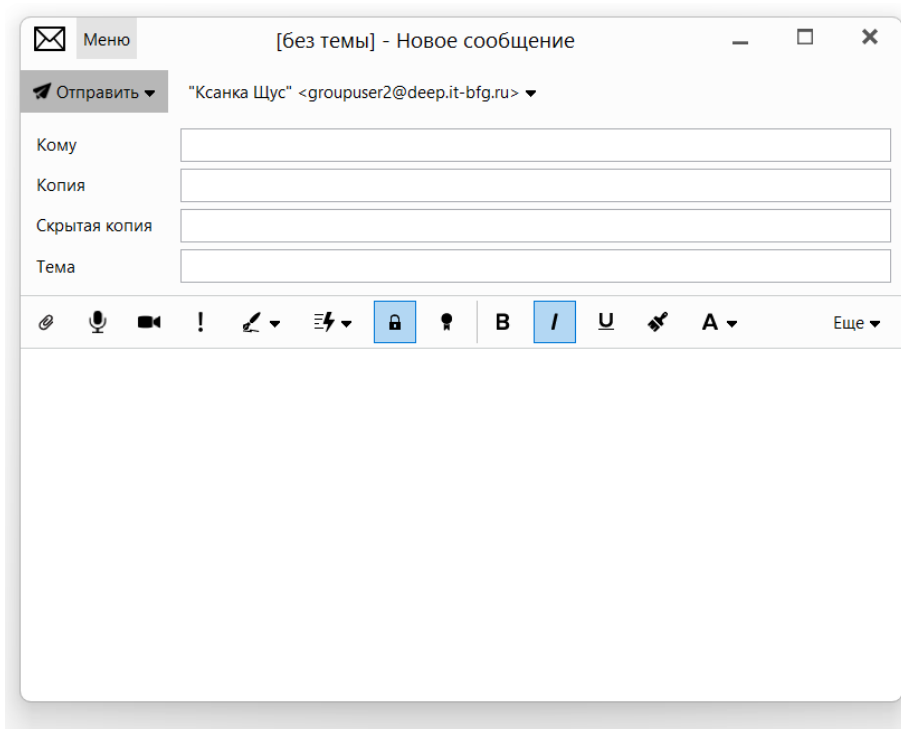 Меню [без темы] - Новое сообщение
Отправить "Ксанка Щус" <groupuser2@deep.it-bfg.ru>
Кому
Копия
Скрытая копия
Тема
! B I U A Еще